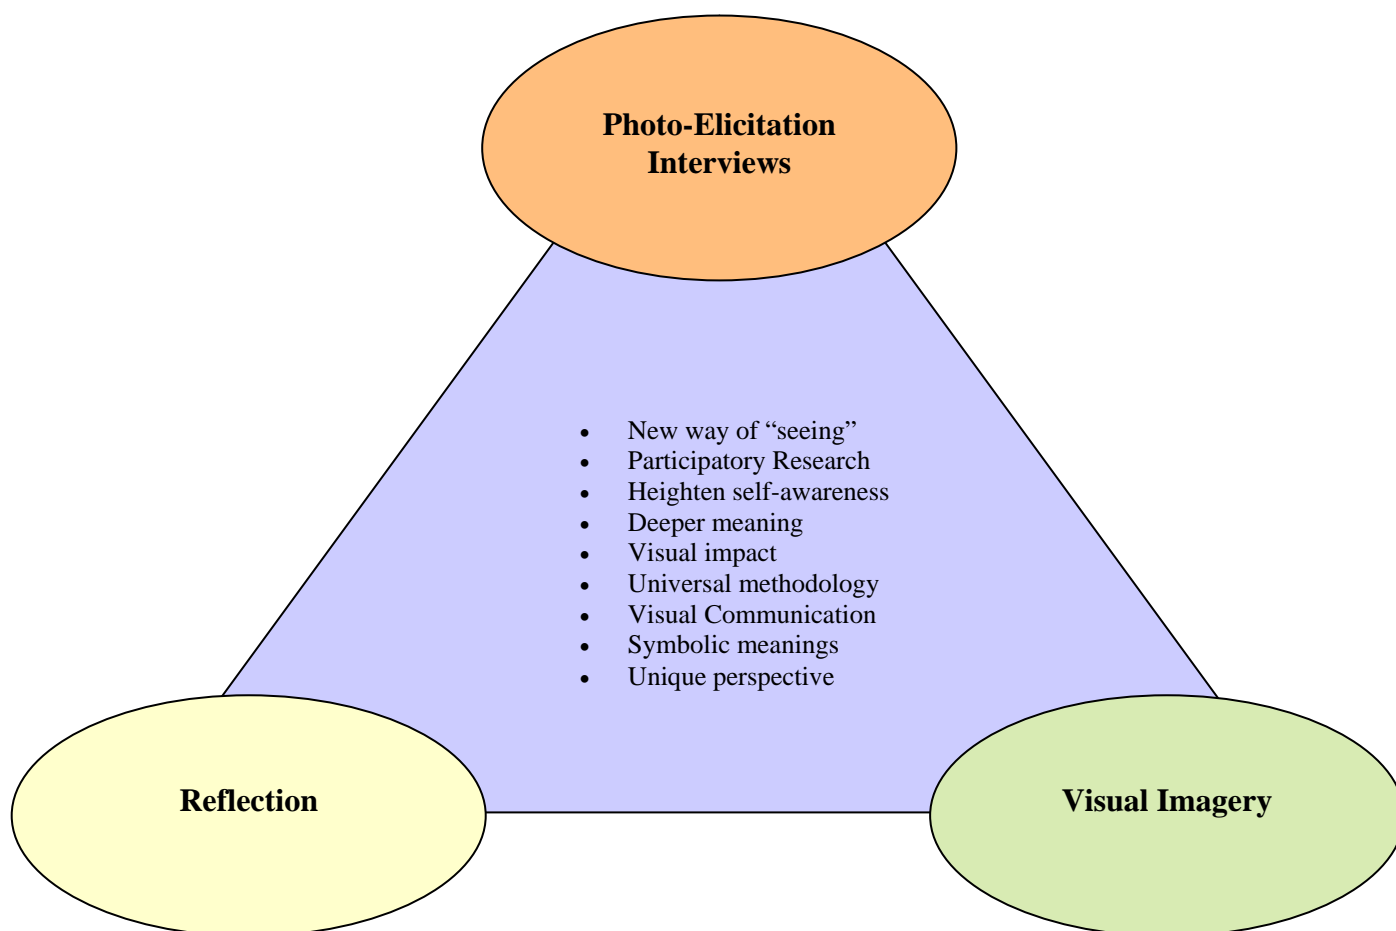 Photo-Elicitation
Interviews
• New way of “seeing”
• Participatory Research
• Heighten self-awareness
• Deeper meaning
• Visual impact
• Universal methodology
• Visual Communication
• Symbolic meanings
• Unique perspective
Reflection
Visual Imagery